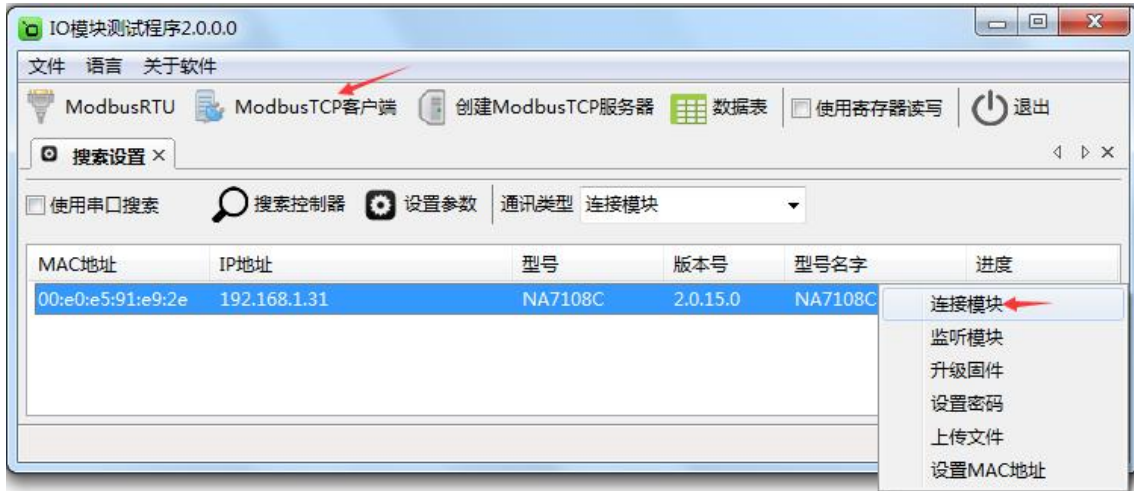 IO模块测试程序2.0.0.0
文件 语言 关于软件
ModbusRTU ModbusTCP客户端 创建ModbusTCP服务器 数据表 使用寄存器读写 退出
搜索设置
使用串口搜索 搜索控制器 设置参数 通讯类型 连接模块
MAC地址 IP地址 型号 版本号 型号名字 进度
00:e0:e5:91:e9:2e 192.168.1.31 NA7108C 2.0.15.0 NA7108C
连接模块
监听模块
升级固件
设置密码
上传文件
设置MAC地址